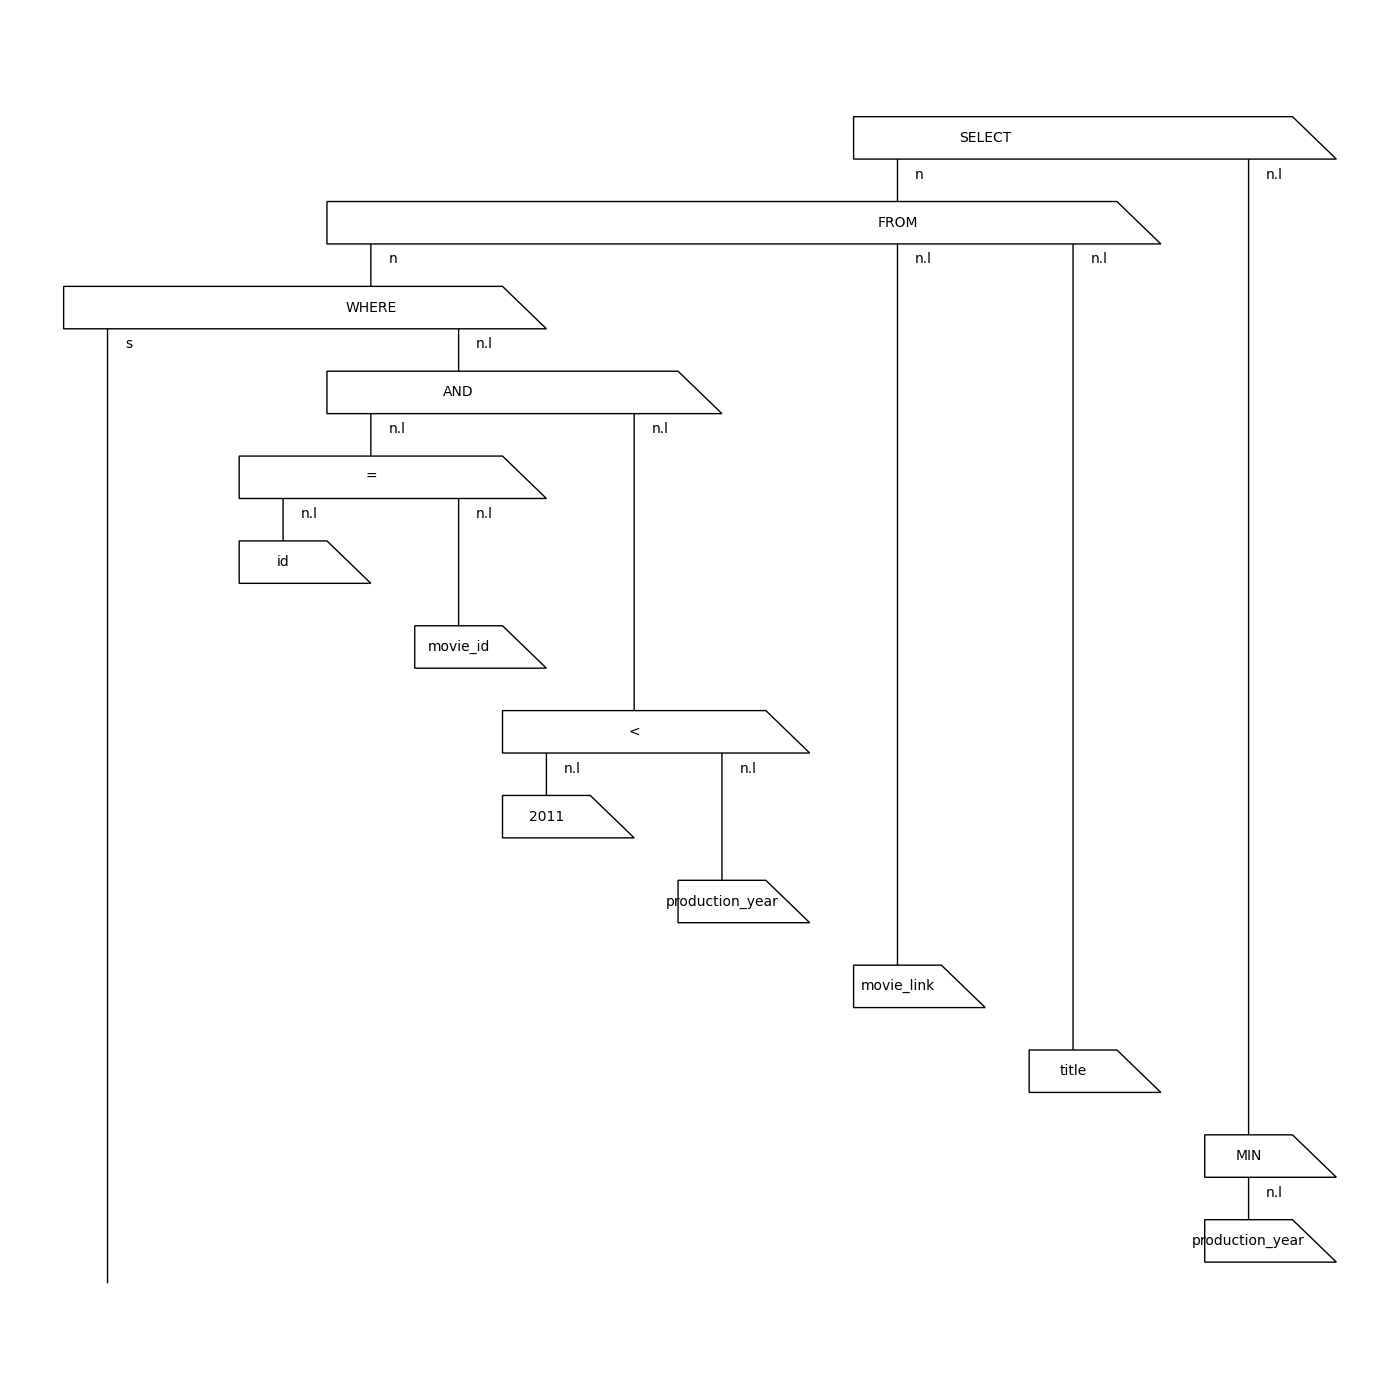 SELECT
n n.l
FROM
n n.l n.l
WHERE
s n.l
AND
n.l n.l
=
n.l n.l
id
movie_id
<
n.l n.l
2011
production_year
movie_link
title
MIN
n.l
production_year